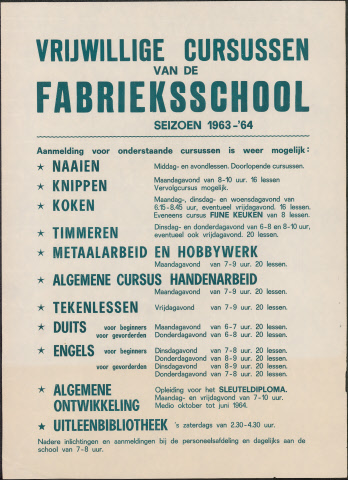 VRIJWILLIGE CURSUSSEN
VAN DE
FABRIEKSSCHOOL
SEIZOEN 1963-'64
Aanmelding voor onderstaande cursussen is weer mogelijk:
★ NAAIEN Middag- en avondlessen. Doorlopende cursussen.
★ KNIPPEN Maandagavond van 8-10 uur. 16 lessen
Vervolgcursus mogelijk.
★ KOKEN Maandag-, dinsdag- en woensdagavond van
6.15-8.45 uur, eventueel vrijdagavond. 16 lessen.
Eveneens cursus FIJNE KEUKEN van 8 lessen.
★ TIMMEREN Dinsdag- en donderdagavond van 6-8 en 8-10 uur,
eventueel ook vrijdagavond. 20 lessen.
★ METAALARBEID EN HOBBYWERK
Maandagavond van 7-9 uur. 20 lessen.
★ ALGEMENE CURSUS HANDENARBEID
Maandagavond van 7-9 uur. 20 lessen.
★ TEKENLESSEN Vrijdagavond van 7-9 uur. 20 lessen.
★ DUITS voor beginners Maandagavond van 6-7 uur. 20 lessen
voor gevorderden Donderdagavond van 6-8 uur. 20 lessen.
★ ENGELS voor beginners Dinsdagavond van 7-8 uur. 20 lessen.
Donderdagavond van 8-9 uur. 20 lessen.
voor gevorderden Dinsdagavond van 8-9 uur. 20 lessen.
Donderdagavond van 7-8 uur. 20 lessen.
★ ALGEMENE Opleiding voor het SLEUTELDIPLOMA.
ONTWIKKELING Maandag- en vrijdagavond van 7-10 uur.
Medio oktober tot juni 1964.
★ UITLEENBIBLIOTHEEK 's zaterdags van 2.30-4.30 uur.
Nadere inlichtingen en aanmeldingen bij de personeelsafdeling en dagelijks aan de
school van 7-8 uur.